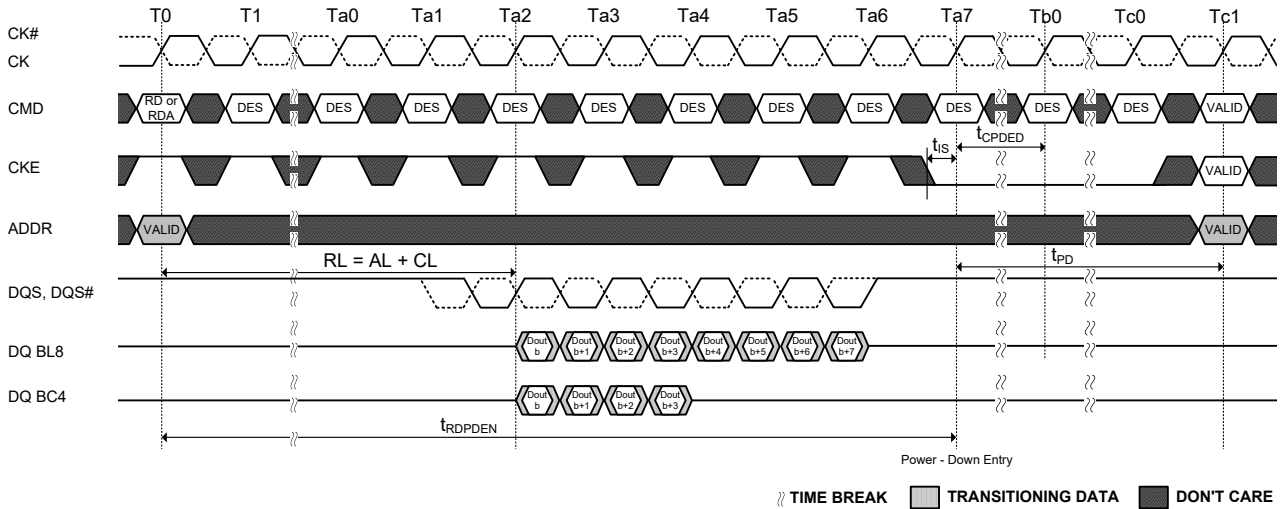 T0 T1 Ta0 Ta1 Ta2 Ta3 Ta4 Ta5 Ta6 Ta7 Tb0 Tc0 Tc1
CK#
CK
CMD
RD or
RDA
DES DES DES DES DES DES DES DES DES DES DES VALID
tIS
tCPDED
CKE
VALID
ADDR
VALID
VALID
RL = AL + CL
tPD
DQS, DQS#
DQ BL8
Dout
b
Dout
b+1
Dout
b+2
Dout
b+3
Dout
b+4
Dout
b+5
Dout
b+6
Dout
b+7
DQ BC4
Dout
b
Dout
b+1
Dout
b+2
Dout
b+3
tRDPDEN
Power - Down Entry
TIME BREAK
TRANSITIONING DATA
DON'T CARE